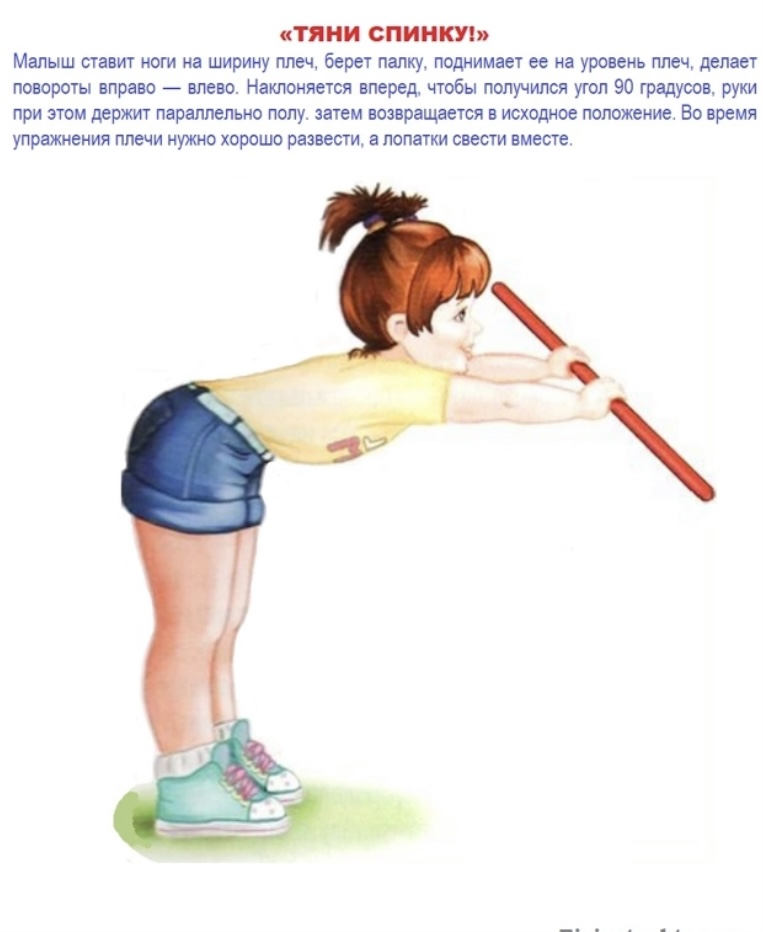 «ТЯНИ СПИНКУ!»
Малыш ставит ноги на ширину плеч, берет палку, поднимает ее на уровень плеч, делает
повороты вправо — влево. Наклоняется вперед, чтобы получился угол 90 градусов, руки
при этом держит параллельно полу. затем возвращается в исходное положение. Во время
упражнения плечи нужно хорошо развести, а лопатки свести вместе.